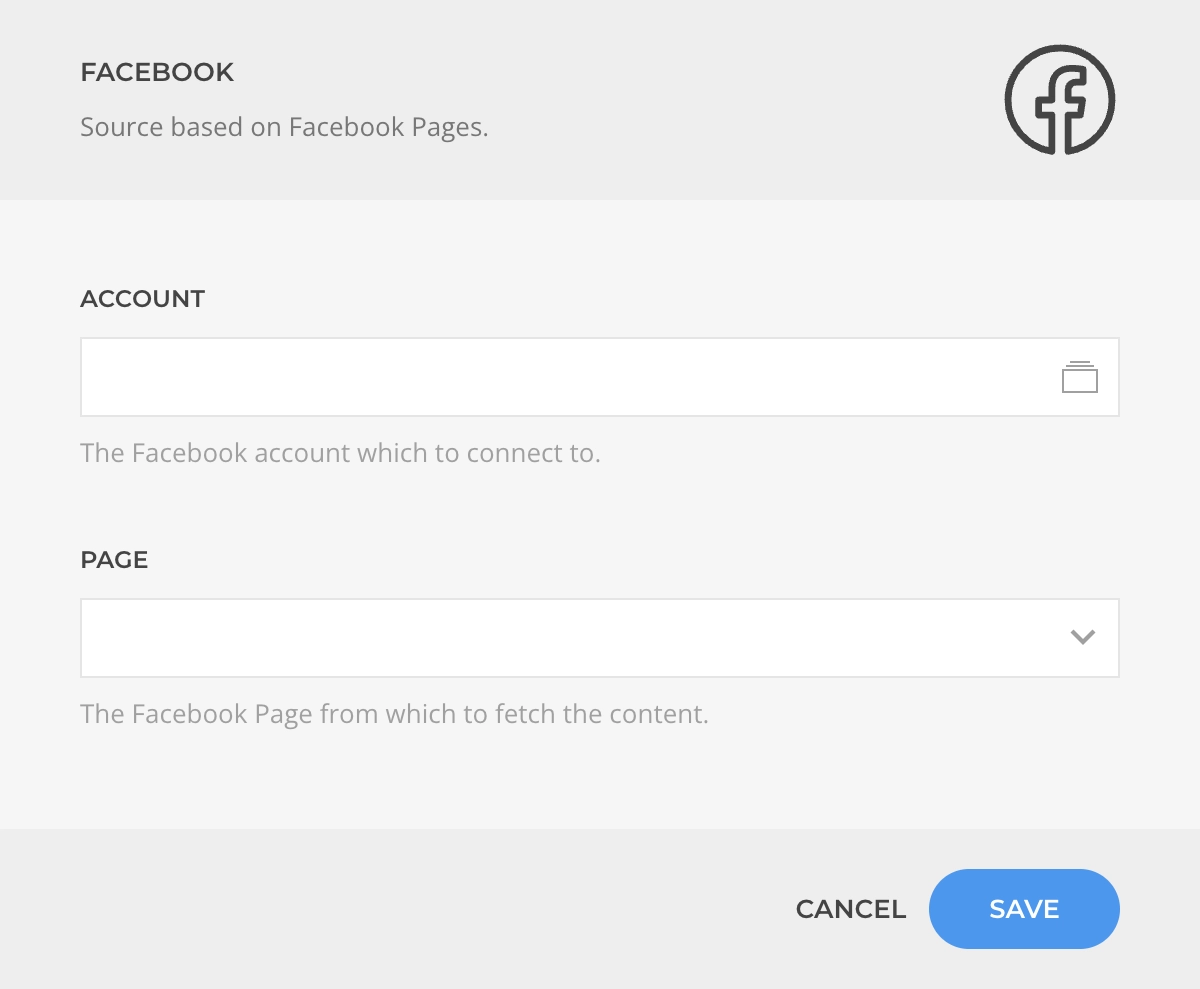 FACEBOOK
Source based on Facebook Pages.
ACCOUNT
The Facebook account which to connect to.
PAGE
The Facebook Page from which to fetch the content.
CANCEL SAVE